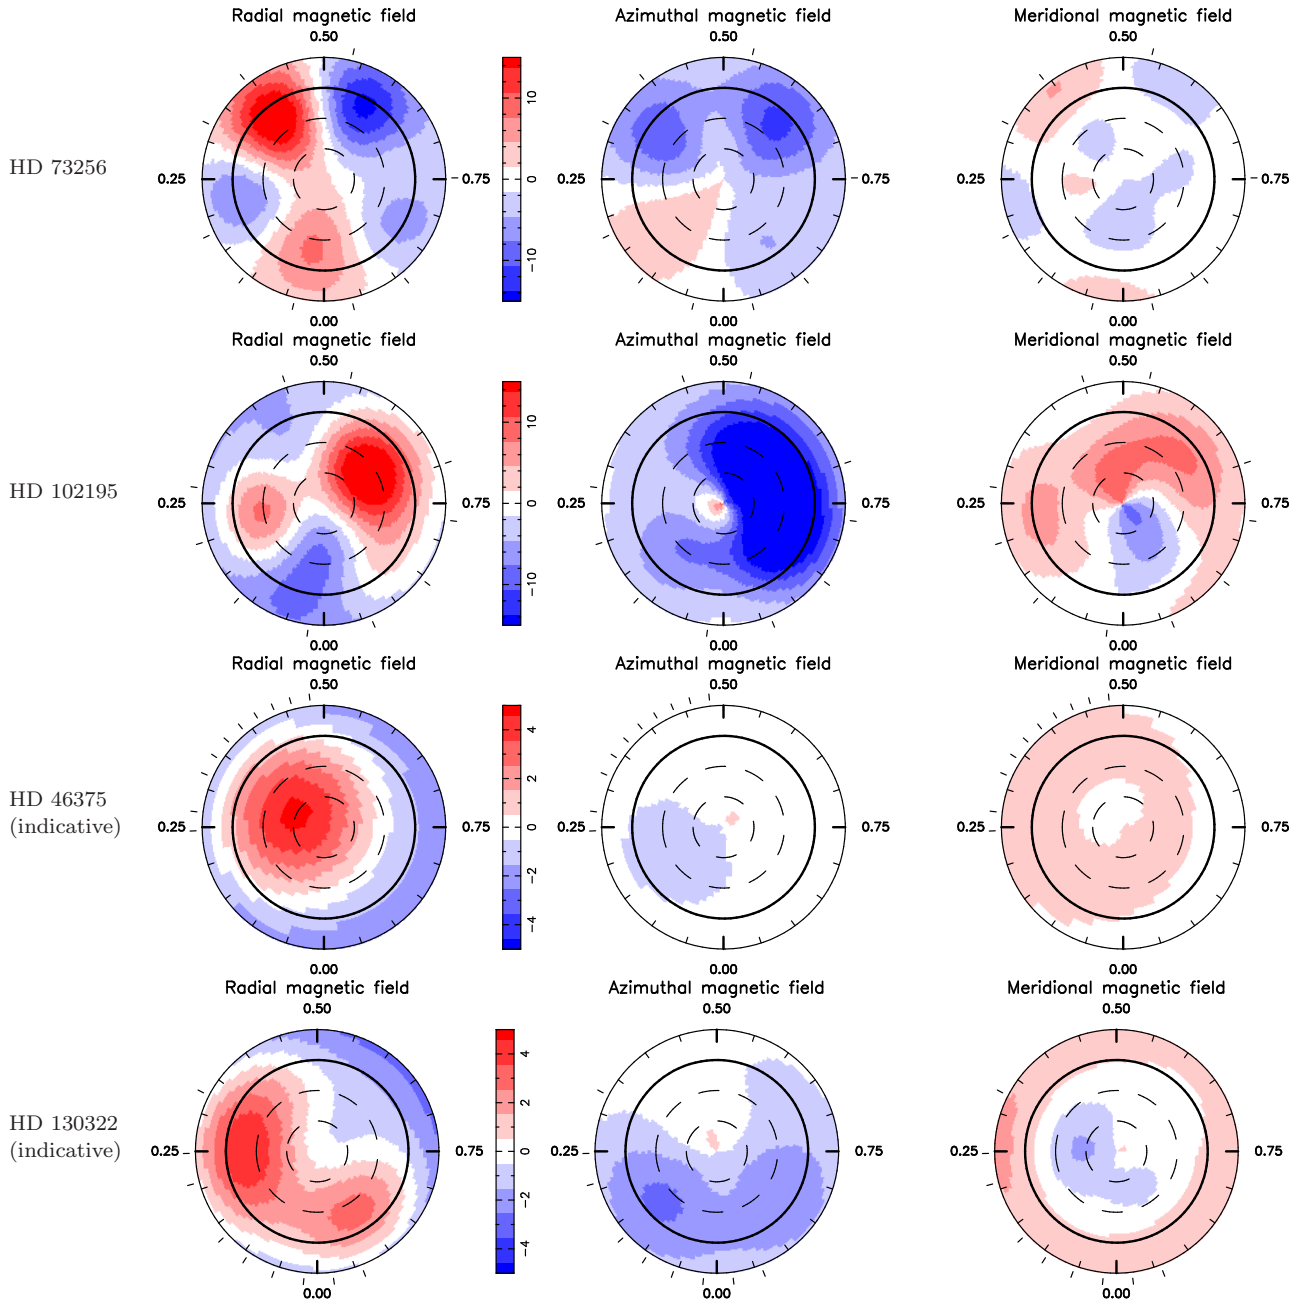 Radial magnetic field Azimuthal magnetic field Meridional magnetic field
0.50 0.50 0.50
10
HD 73256 0.25 0.75 0 0.25 0.75 0.25 0.75
−10
0.00 0.00 0.00
Radial magnetic field Azimuthal magnetic field Meridional magnetic field
0.50 0.50 0.50
10
HD 102195 0.25 0.75 0 0.25 0.75 0.25 0.75
−10
0.00 0.00 0.00
Radial magnetic field Azimuthal magnetic field Meridional magnetic field
0.50 0.50 0.50
4
2
HD 46375
(indicative) 0.25 0.75 0 0.25 0.75 0.25 0.75
−2
−4
0.00 0.00 0.00
Radial magnetic field Azimuthal magnetic field Meridional magnetic field
0.50 0.50 0.50
4
2
HD 130322
(indicative) 0.25 0.75 0 0.25 0.75 0.25 0.75
−2
−4
0.00 0.00 0.00